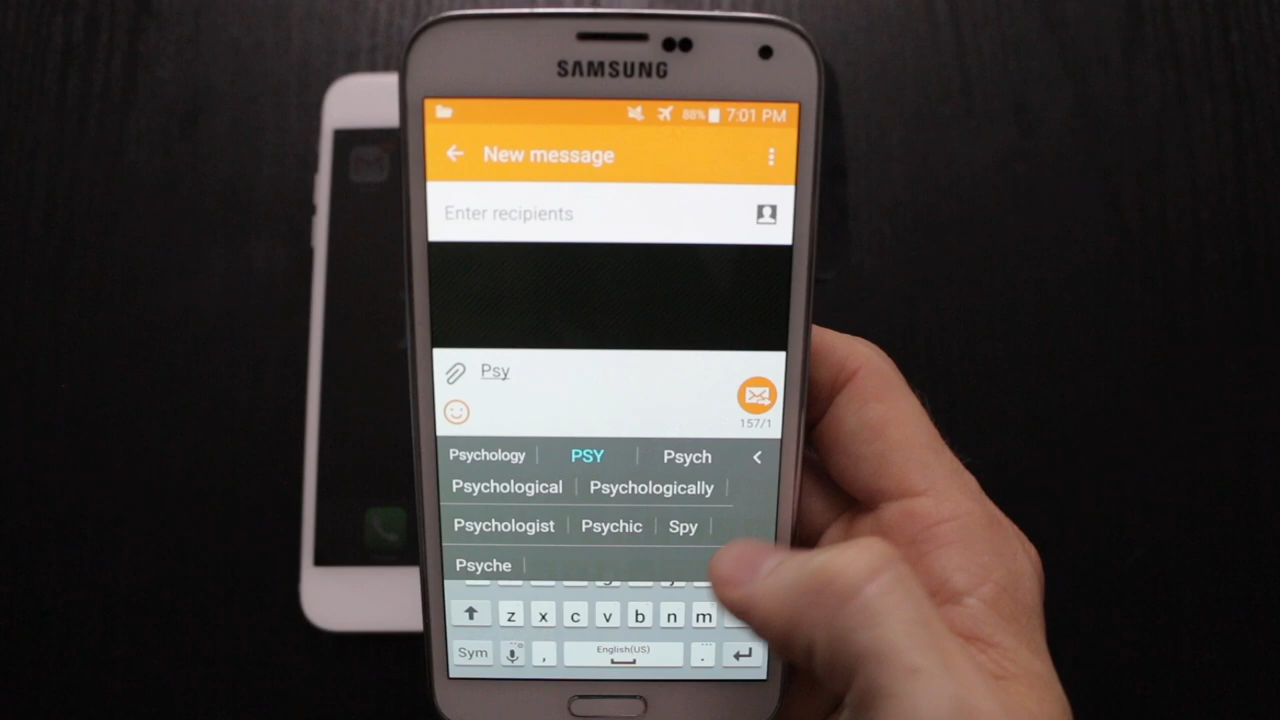 SAMSUNG
88% 7:01 PM
New message
Enter recipients
Psy
157/1
Psychology PSY Psych
Psychological Psychologically
Psychologist Psychic Spy
Psyche
z x c v b n m
Sym , English(US) .